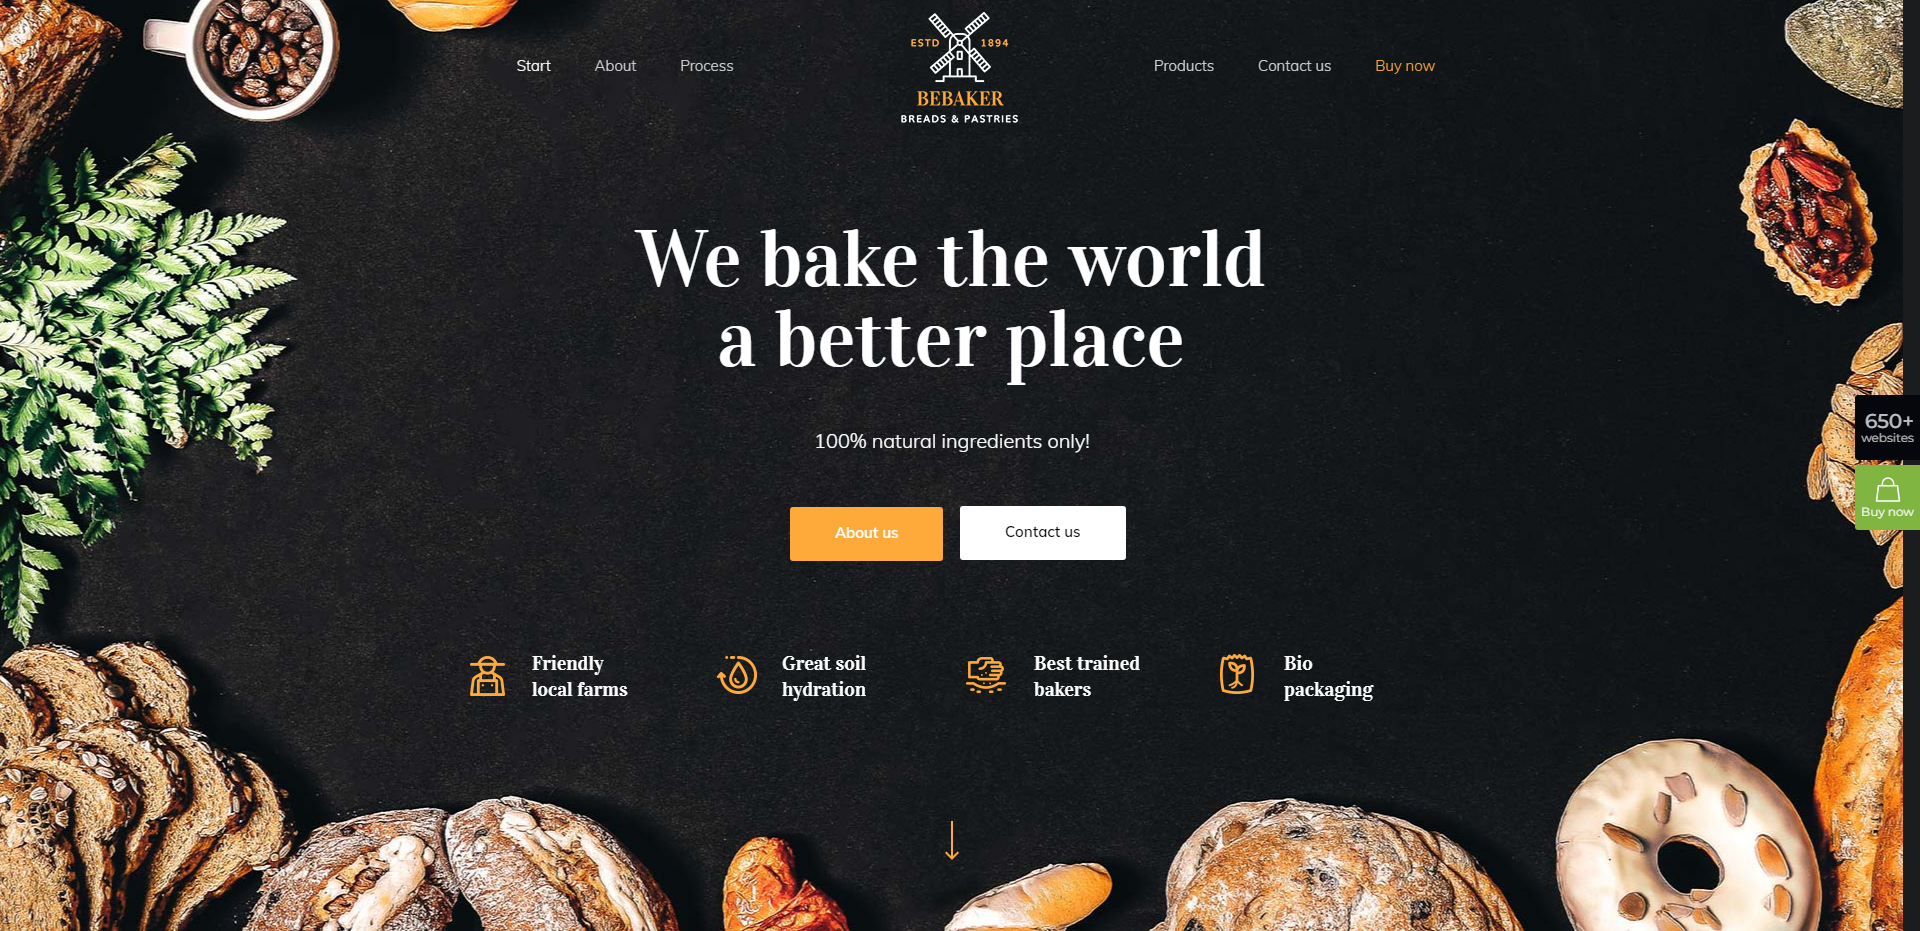 Start
About
Process
ESTD 1894
BEBAKER
BREADS & PASTRIES
Products
Contact us
Buy now
We bake the world
a better place
100% natural ingredients only!
About us
Contact us
Friendly
local farms
Great soil
hydration
Best trained
bakers
Bio
packaging
650+
websites
Buy now